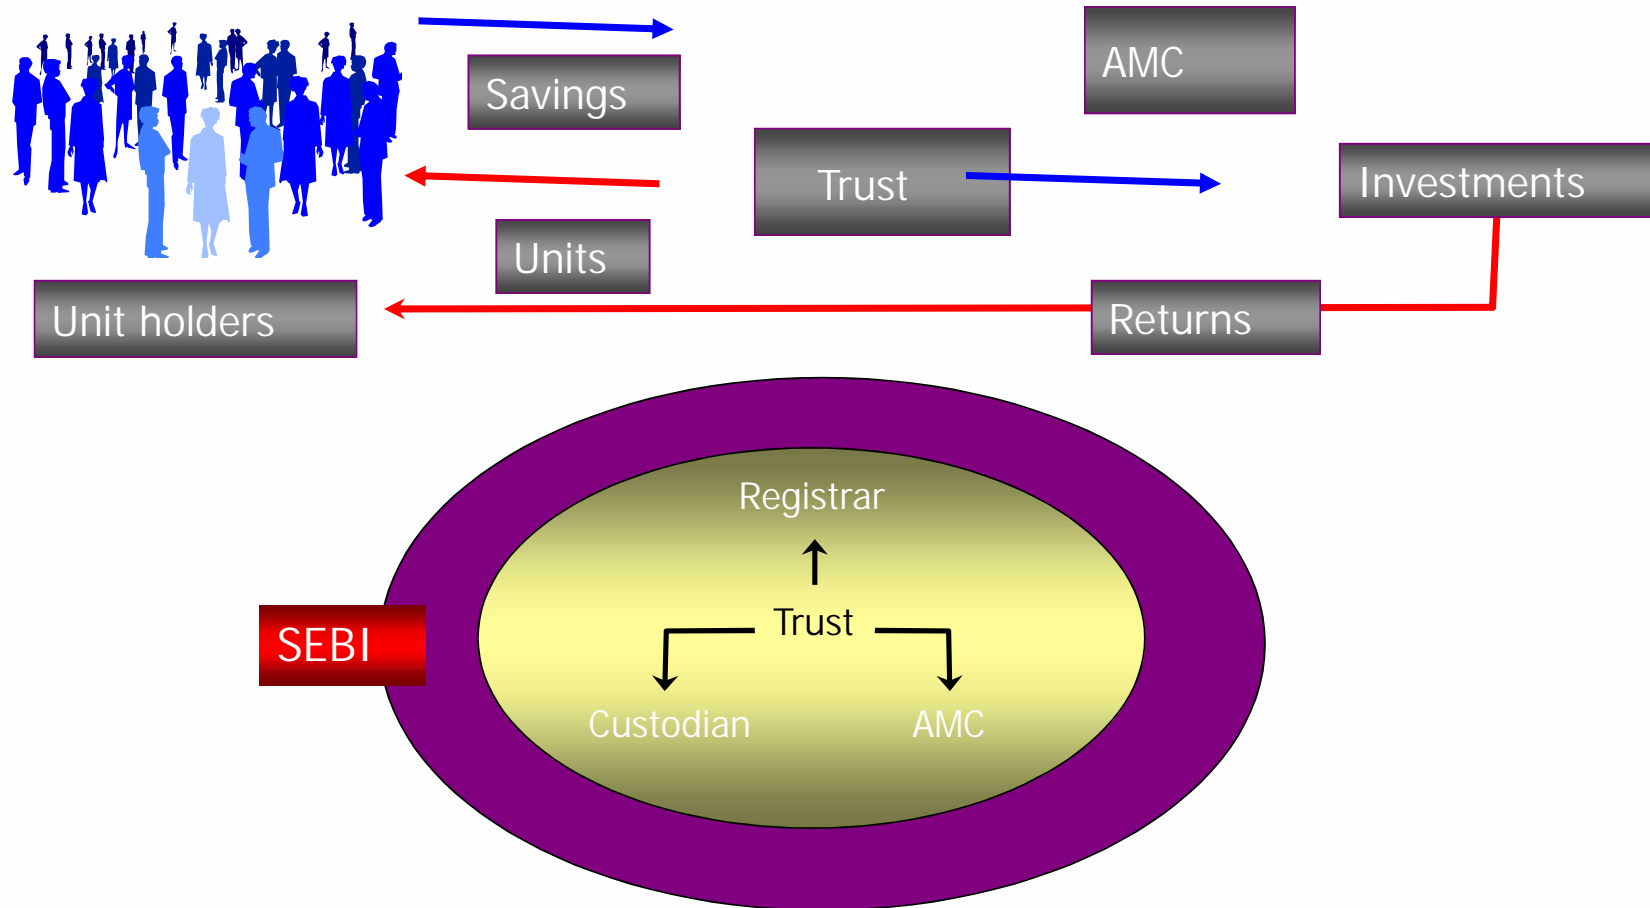 Savings
AMC
Trust
Investments
Units
Unit holders
Returns
Registrar
Trust
SEBI
Custodian
AMC